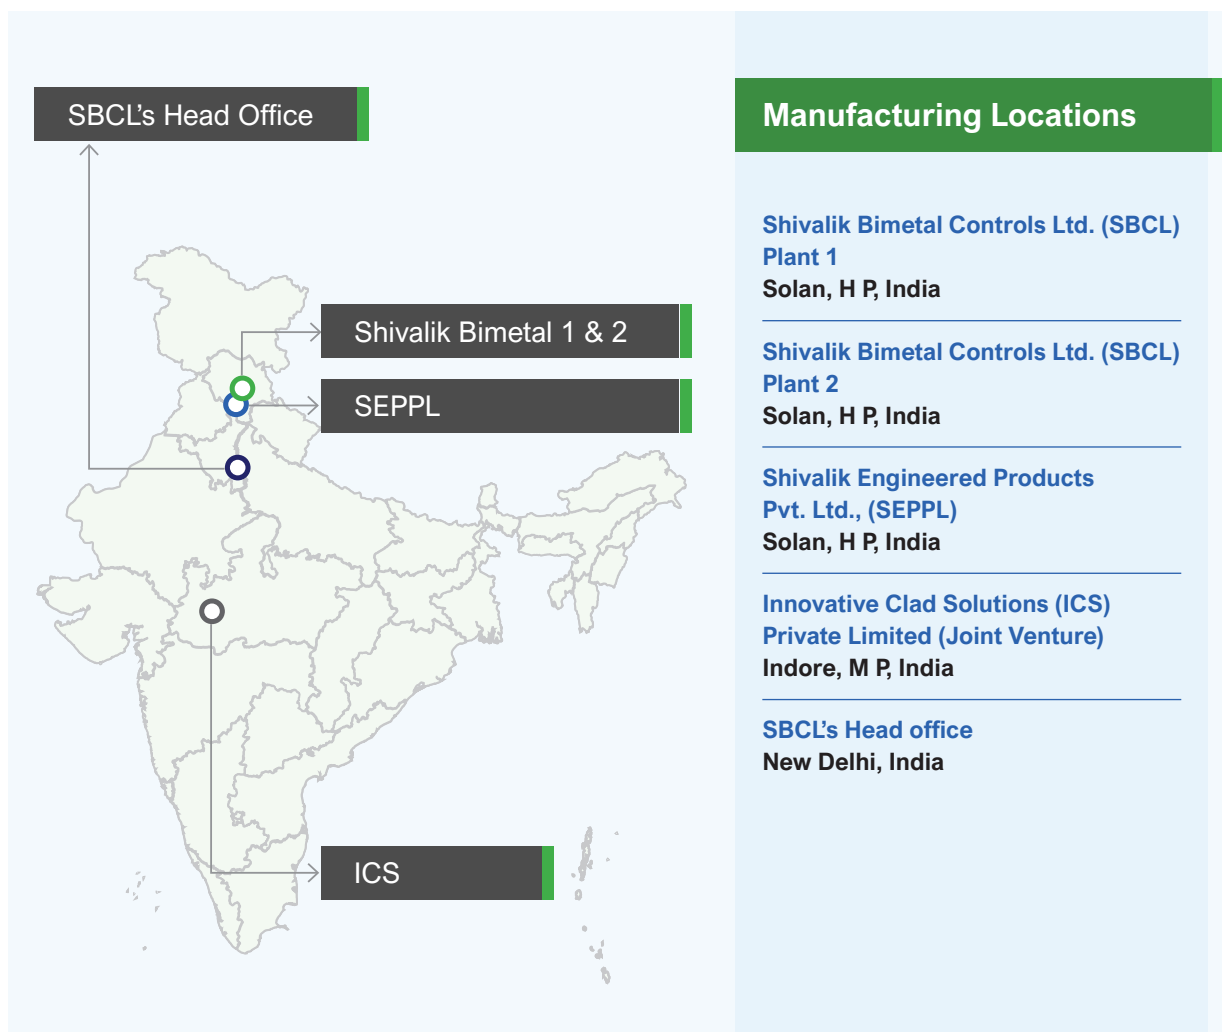 SBCL's Head Office
Shivalik Bimetal 1 & 2
SEPPL
ICS
Manufacturing Locations
Shivalik Bimetal Controls Ltd. (SBCL)
Plant 1
Solan, H P, India
Shivalik Bimetal Controls Ltd. (SBCL)
Plant 2
Solan, H P, India
Shivalik Engineered Products
Pvt. Ltd., (SEPPL)
Solan, H P, India
Innovative Clad Solutions (ICS)
Private Limited (Joint Venture)
Indore, M P, India
SBCL's Head office
New Delhi, India